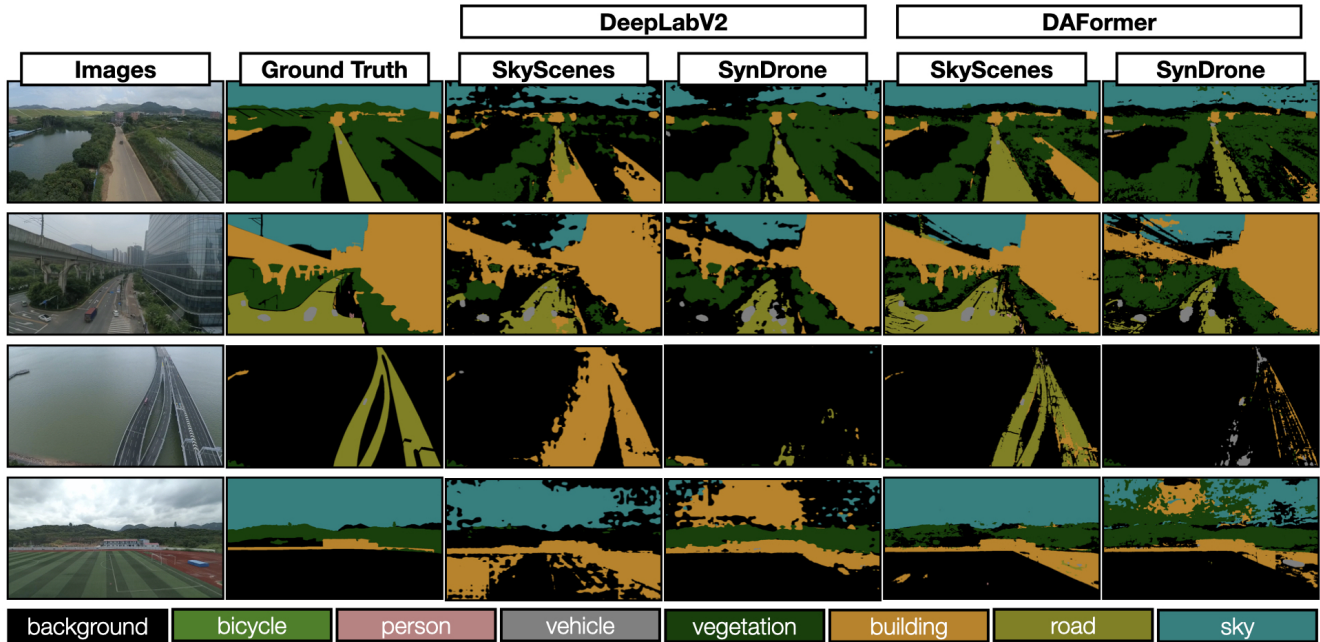 DeepLabV2
DAFormer
Images
Ground Truth
SkyScenes
SynDrone
SkyScenes
SynDrone
background
bicycle
person
vehicle
vegetation
building
road
sky